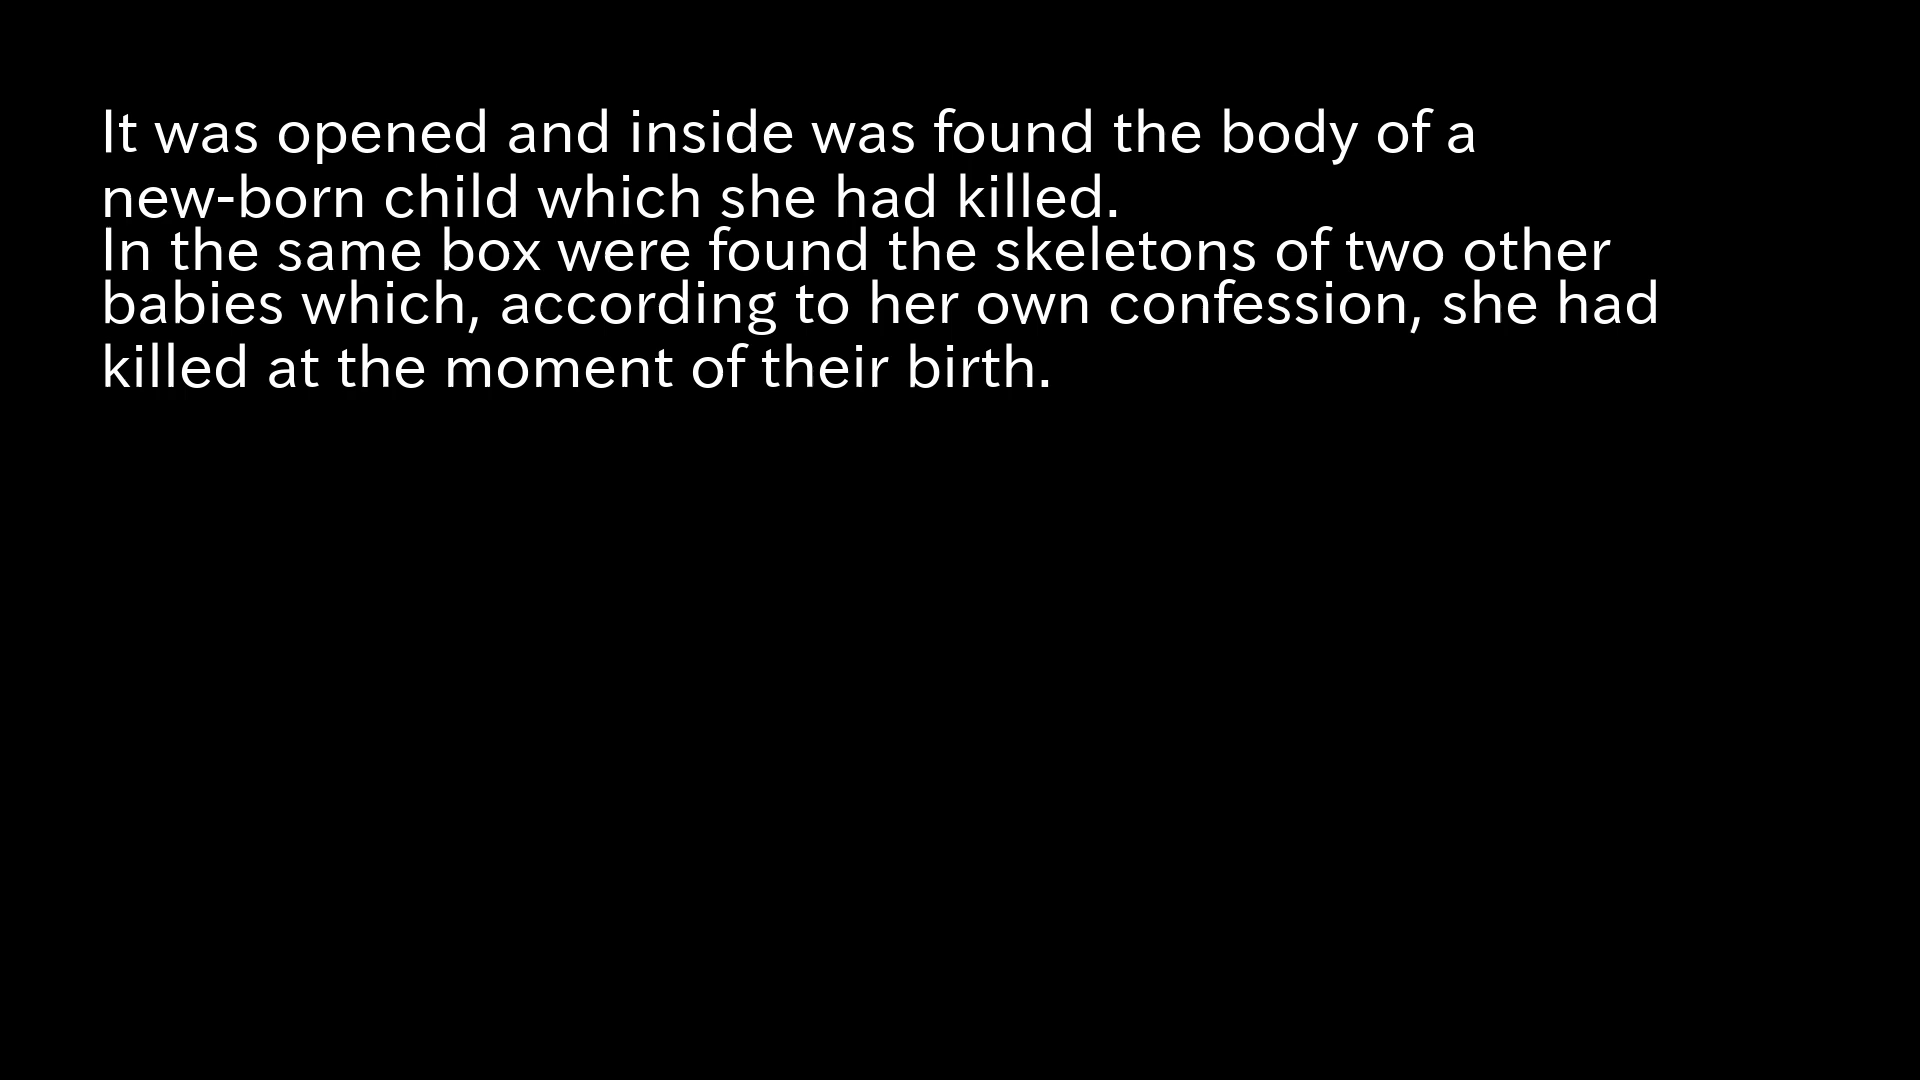 It was opened and inside was found the body of a
new-born child which she had killed.
In the same box were found the skeletons of two other
babies which, according to her own confession, she had
killed at the moment of their birth.